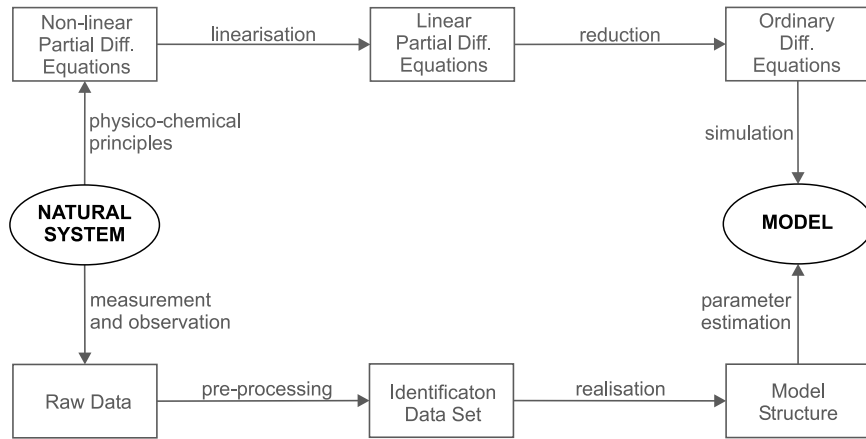 Non-linear
Partial Diff.
Equations
linearisation
Linear
Partial Diff.
Equations
reduction
Ordinary
Diff.
Equations
physico-chemical
principles
simulation
NATURAL
SYSTEM
MODEL
measurement
and observation
parameter
estimation
Raw Data
pre-processing
Identificaton
Data Set
realisation
Model
Structure